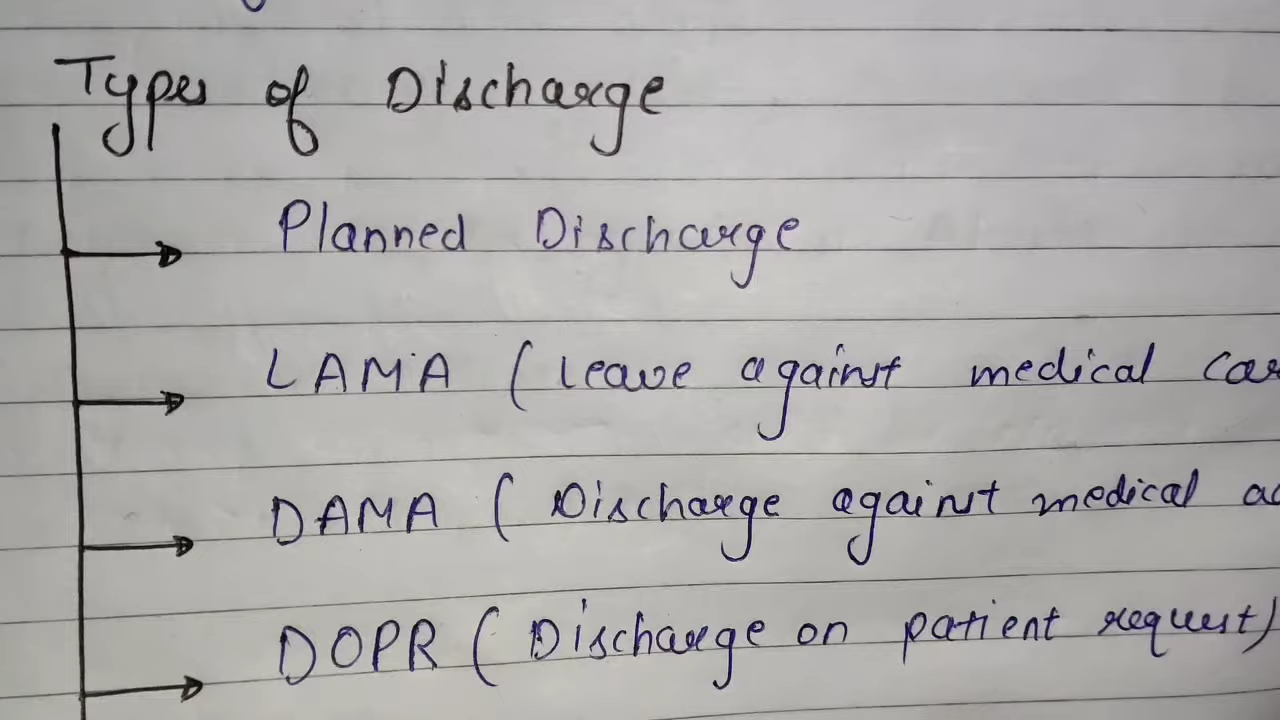 Types of Discharge
Planned Discharge
LAMA ( Leave against medical
DAMA ( Discharge against medical
DOPR ( Discharge on patient request)